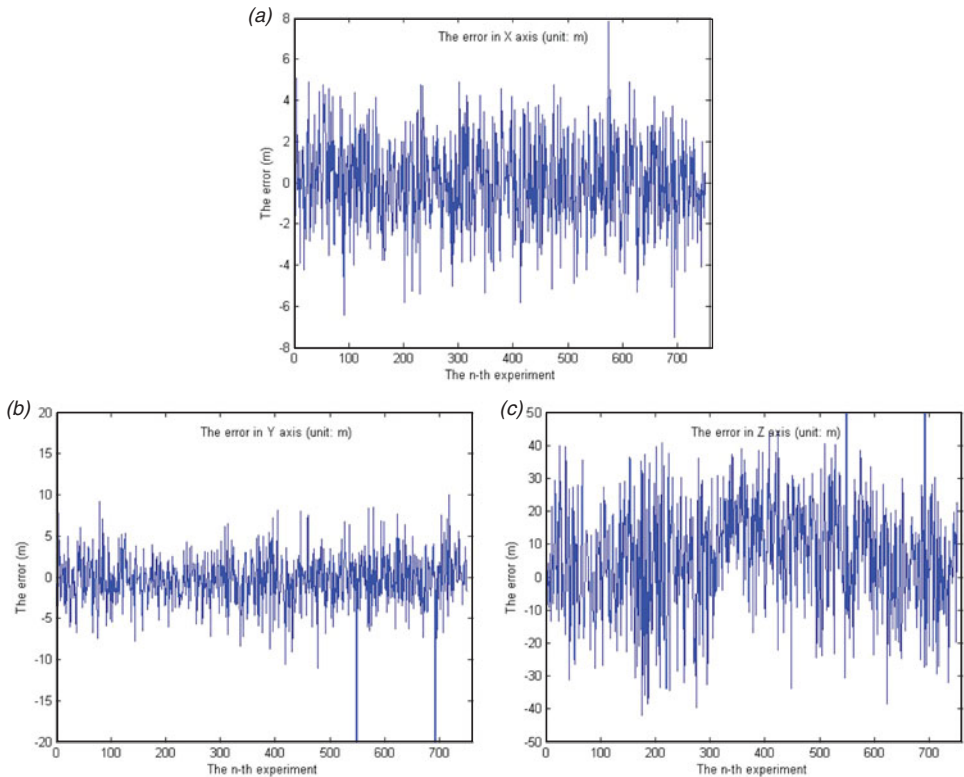 (a)
The error in X axis (unit: m)
8
6
4
2
0
-2
-4
-6
-8
The error (m)
0 100 200 300 400 500 600 700
The n-th experiment
(b)
The error in Y axis (unit: m)
20
15
10
5
0
-5
-10
-15
-20
The error (m)
0 100 200 300 400 500 600 700
The n-th experiment
(c)
The error in Z axis (unit: m)
50
40
30
20
10
0
-10
-20
-30
-40
-50
The error (m)
0 100 200 300 400 500 600 700
The n-th experiment